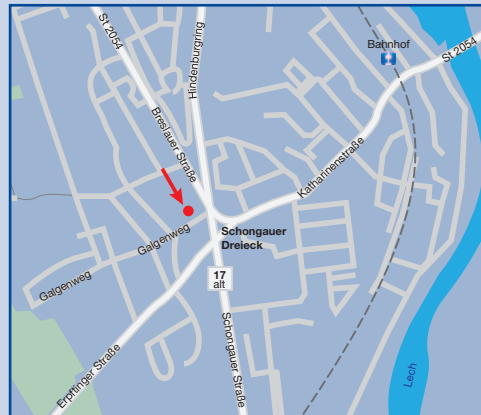 St 2054
Hindenburgring
Bahnhof
St 2054
Breslauer Straße
Katharinenstraße
Galgenweg
Schongauer
Dreieck
Galgenweg
17
alt
Schongauer Straße
Erpftinger Straße
Lech